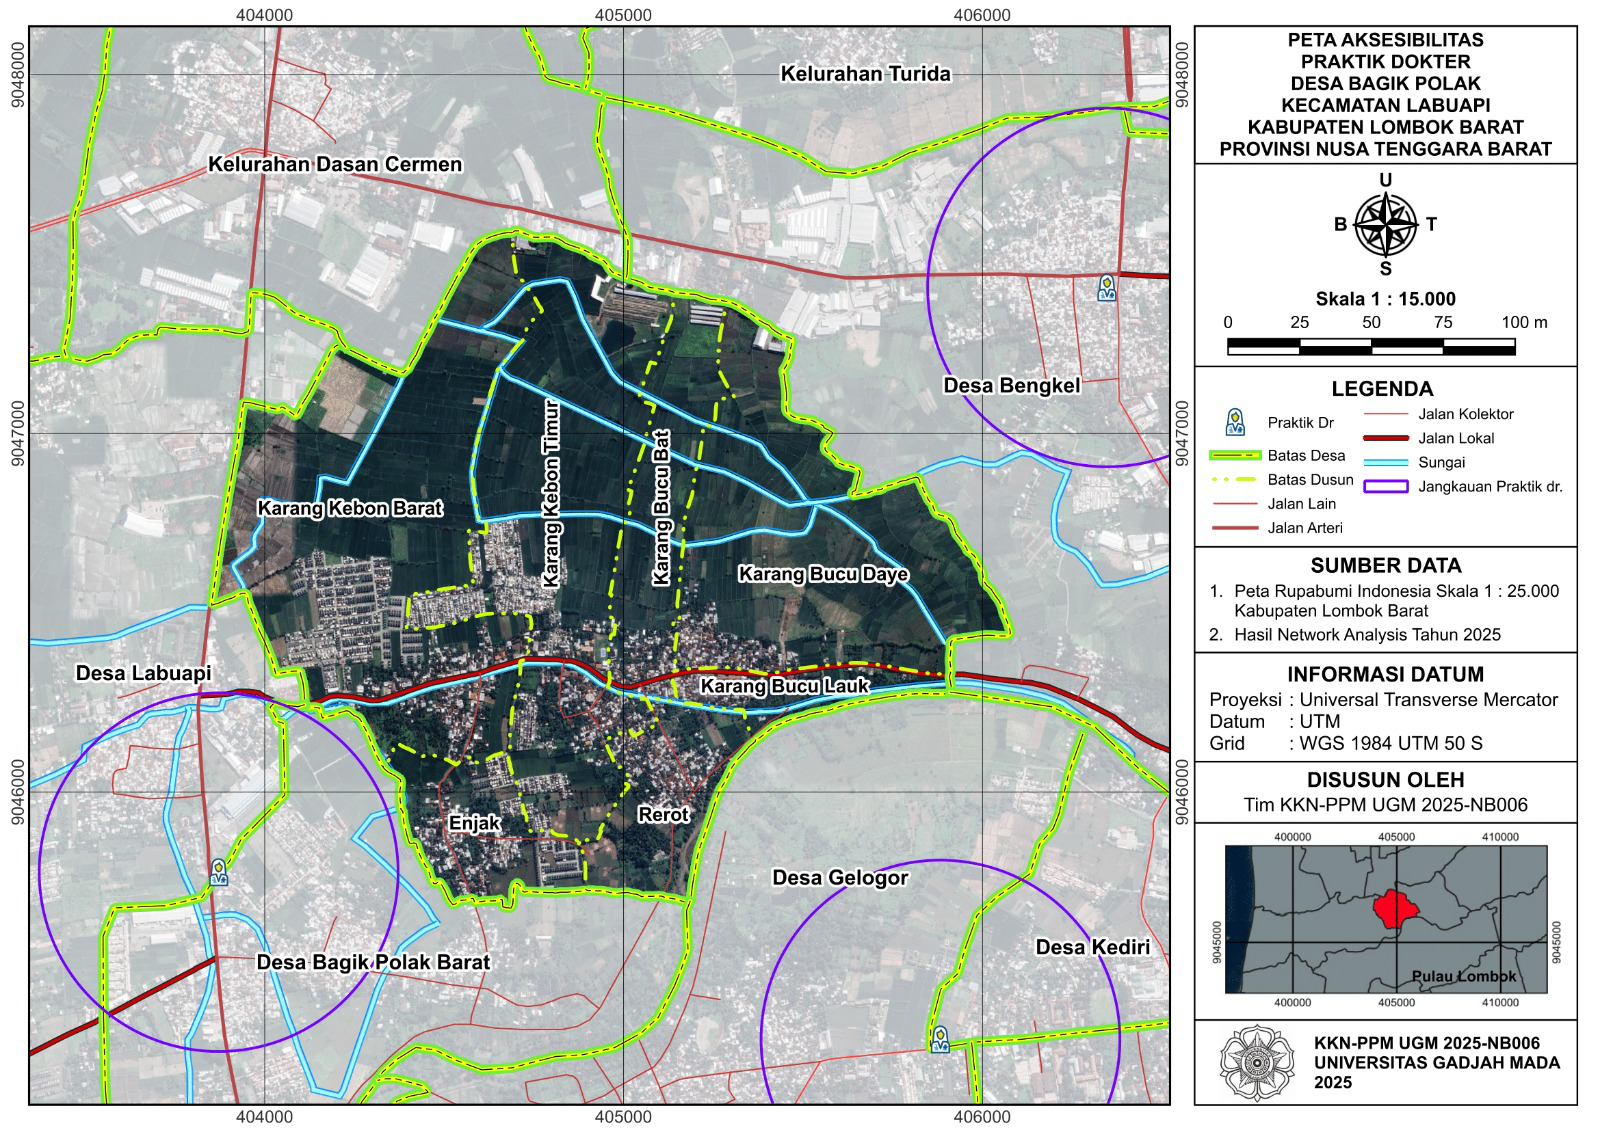 404000
405000
406000
9048000
9048000
Kelurahan Turida
Kelurahan Dasan Cermen
Desa Bengkel
9047000
9047000
Karang Kebon Barat
Karang Kebon Timur
Karang Bucu Bat
Karang Bucu Daye
Desa Labuapi
Karang Bucu Lauk
9046000
9046000
Enjak
Rerot
Desa Gelogor
Desa Kediri
Desa Bagik Polak Barat
404000
405000
406000
PETA AKSESIBILITAS
PRAKTIK DOKTER
DESA BAGIK POLAK
KECAMATAN LABUAPI
KABUPATEN LOMBOK BARAT
PROVINSI NUSA TENGGARA BARAT
U
B
T
S
Skala 1 : 15.000
0 25 50 75 100 m
LEGENDA
Praktik Dr
Batas Desa
Batas Dusun
Jalan Lain
Jalan Arteri
Jalan Kolektor
Jalan Lokal
Sungai
Jangkauan Praktik dr.
SUMBER DATA
1. Peta Rupabumi Indonesia Skala 1 : 25.000
Kabupaten Lombok Barat
2. Hasil Network Analysis Tahun 2025
INFORMASI DATUM
Proyeksi : Universal Transverse Mercator
Datum : UTM
Grid : WGS 1984 UTM 50 S
DISUSUN OLEH
Tim KKN-PPM UGM 2025-NB006
400000 405000 410000
9045000
9045000
Pulau Lombok
400000 405000 410000
KKN-PPM UGM 2025-NB006
UNIVERSITAS GADJAH MADA
2025